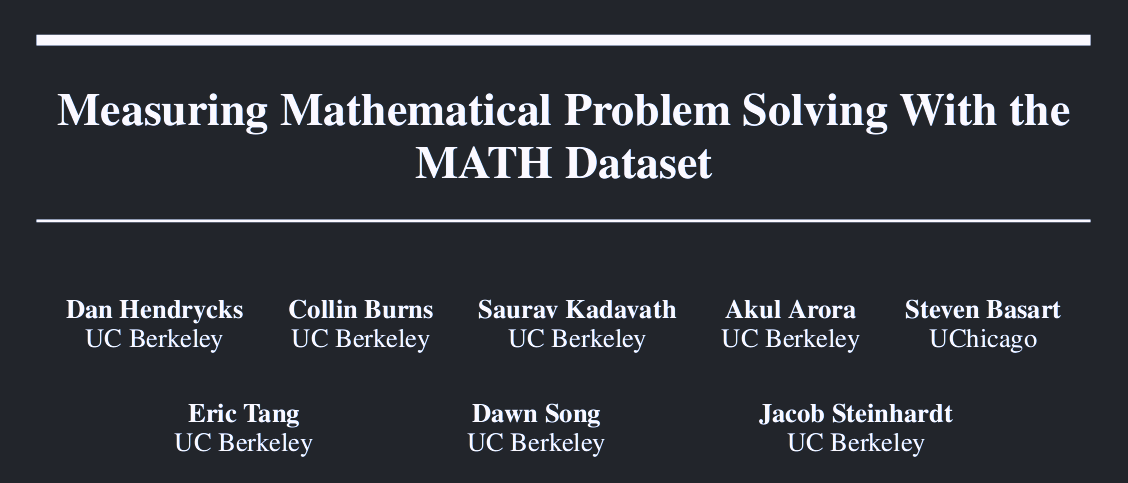 Measuring Mathematical Problem Solving With the
MATH Dataset
Dan Hendrycks Collin Burns Saurav Kadavath Akul Arora Steven Basart
UC Berkeley UC Berkeley UC Berkeley UC Berkeley UChicago
Eric Tang Dawn Song Jacob Steinhardt
UC Berkeley UC Berkeley UC Berkeley